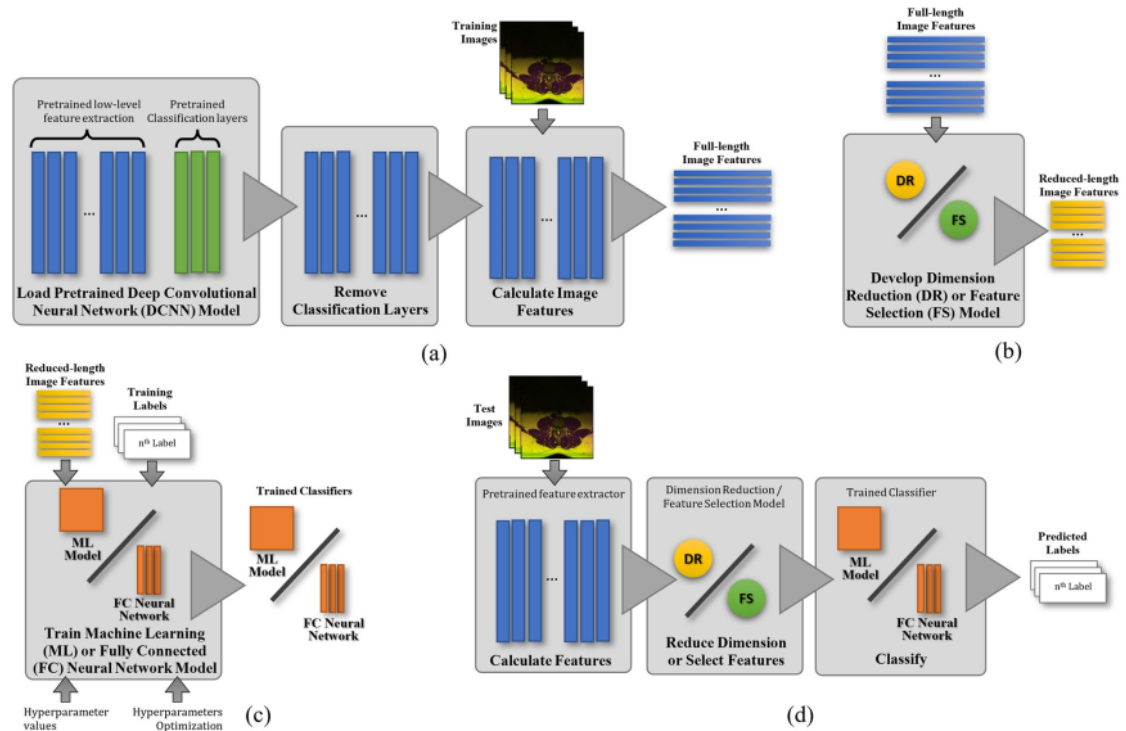 Training
Images
Pretrained low-level
feature extraction
Pretrained
Classification layers
...
...
...
Load Pretrained Deep Convolutional
Neural Network (DCNN) Model
Remove
Classification Layers
Calculate Image
Features
Full-length
Image Features
...
(a)
Full-length
Image Features
...
DR
FS
Develop Dimension
Reduction (DR) or Feature
Selection (FS) Model
Reduced-length
Image Features
...
(b)
Reduced-length
Image Features
...
Training
Labels
nth Label
ML
Model
FC Neural
Network
Train Machine Learning
(ML) or Fully Connected
(FC) Neural Network Model
Hyperparameter
values
Hyperparameters
Optimization
Trained Classifiers
ML
Model
FC Neural
Network
(c)
Test
Images
Pretrained feature extractor
...
Calculate Features
Dimension Reduction /
Feature Selection Model
DR
FS
Reduce Dimension
or Select Features
Trained Classifier
ML
Model
FC Neural
Network
Classify
Predicted
Labels
nth Label
(d)